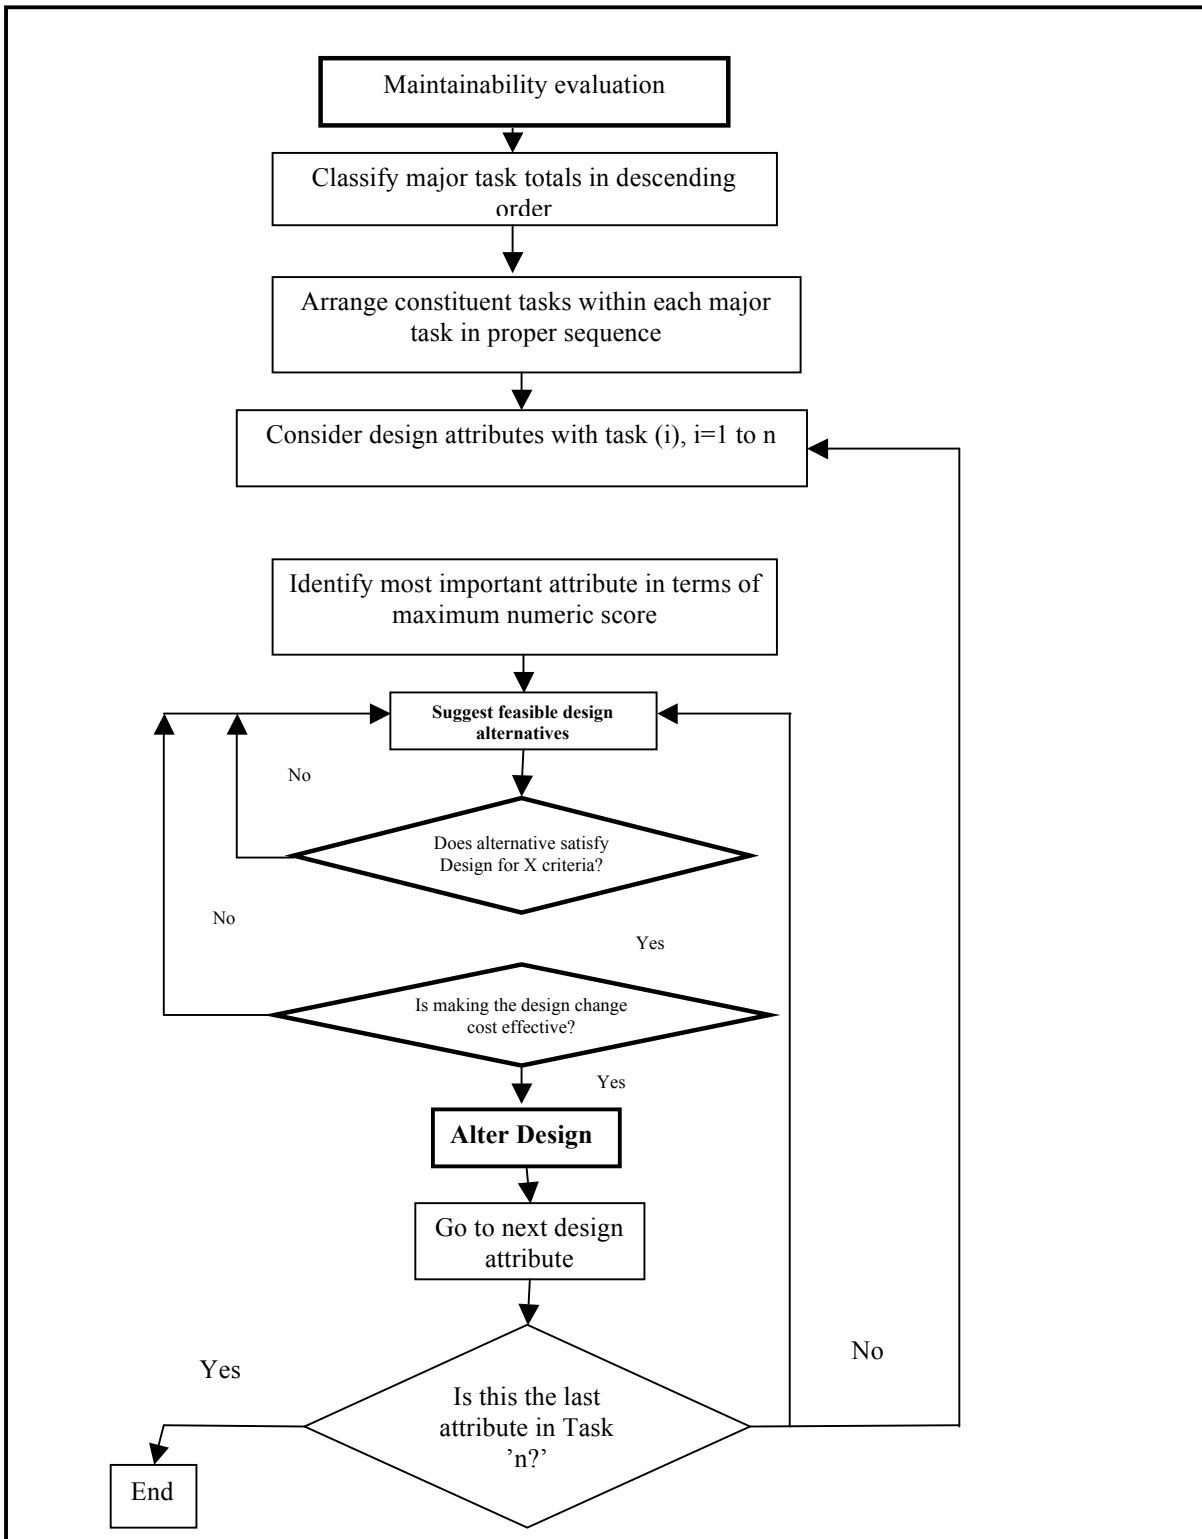 Maintainability evaluation
Classify major task totals in descending
order
Arrange constituent tasks within each major
task in proper sequence
Consider design attributes with task (i), i=1 to n
Identify most important attribute in terms of
maximum numeric score
Suggest feasible design
alternatives
No
Does alternative satisfy
Design for X criteria?
No
Yes
Is making the design change
cost effective?
Yes
Alter Design
Go to next design
attribute
No
Yes
Is this the last
attribute in Task
’n?’
End